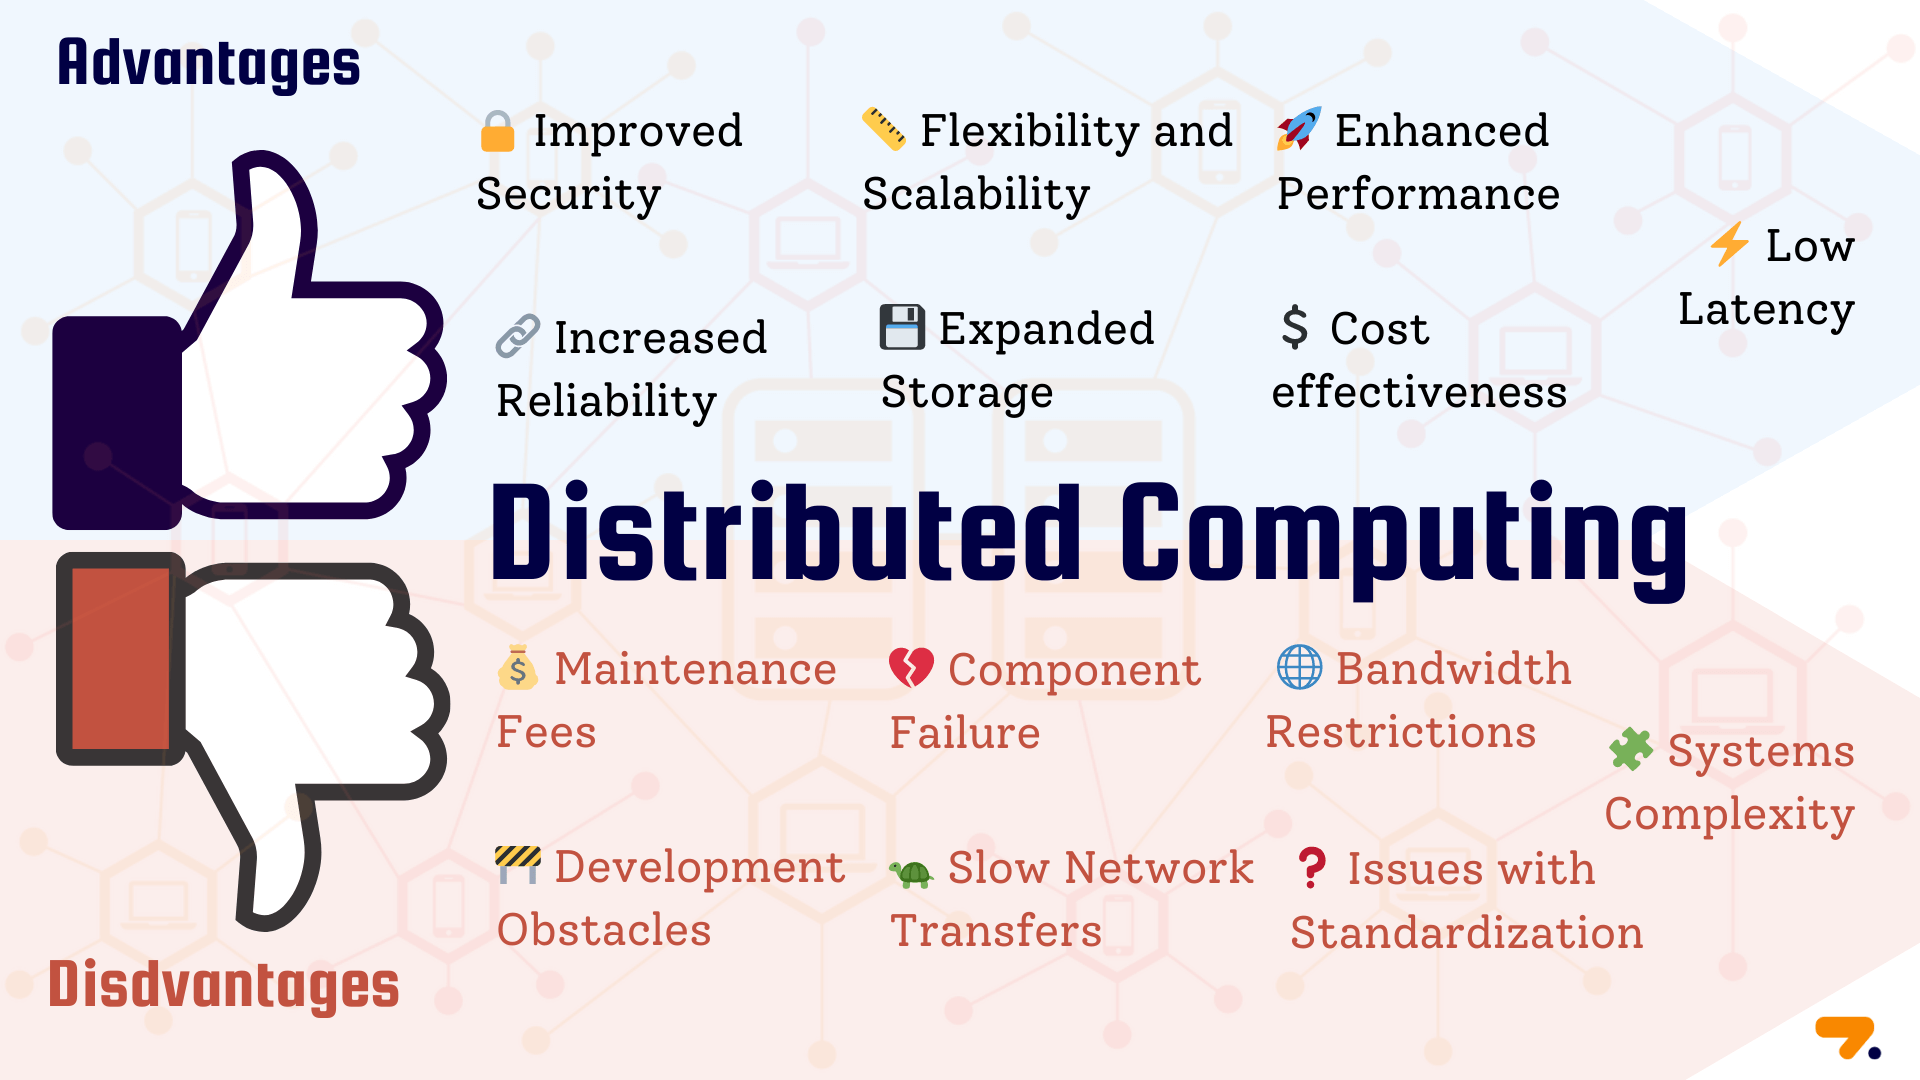 Advantages
🔒 Improved
Security
📏 Flexibility and
Scalability
🚀 Enhanced
Performance
⚡ Low
Latency
🔗 Increased
Reliability
💾 Expanded
Storage
$ Cost
effectiveness
Distributed Computing
💰 Maintenance
Fees
💔 Component
Failure
🌐 Bandwidth
Restrictions
🧩 Systems
Complexity
🚧 Development
Obstacles
🐢 Slow Network
Transfers
❓ Issues with
Standardization
Disdvantages